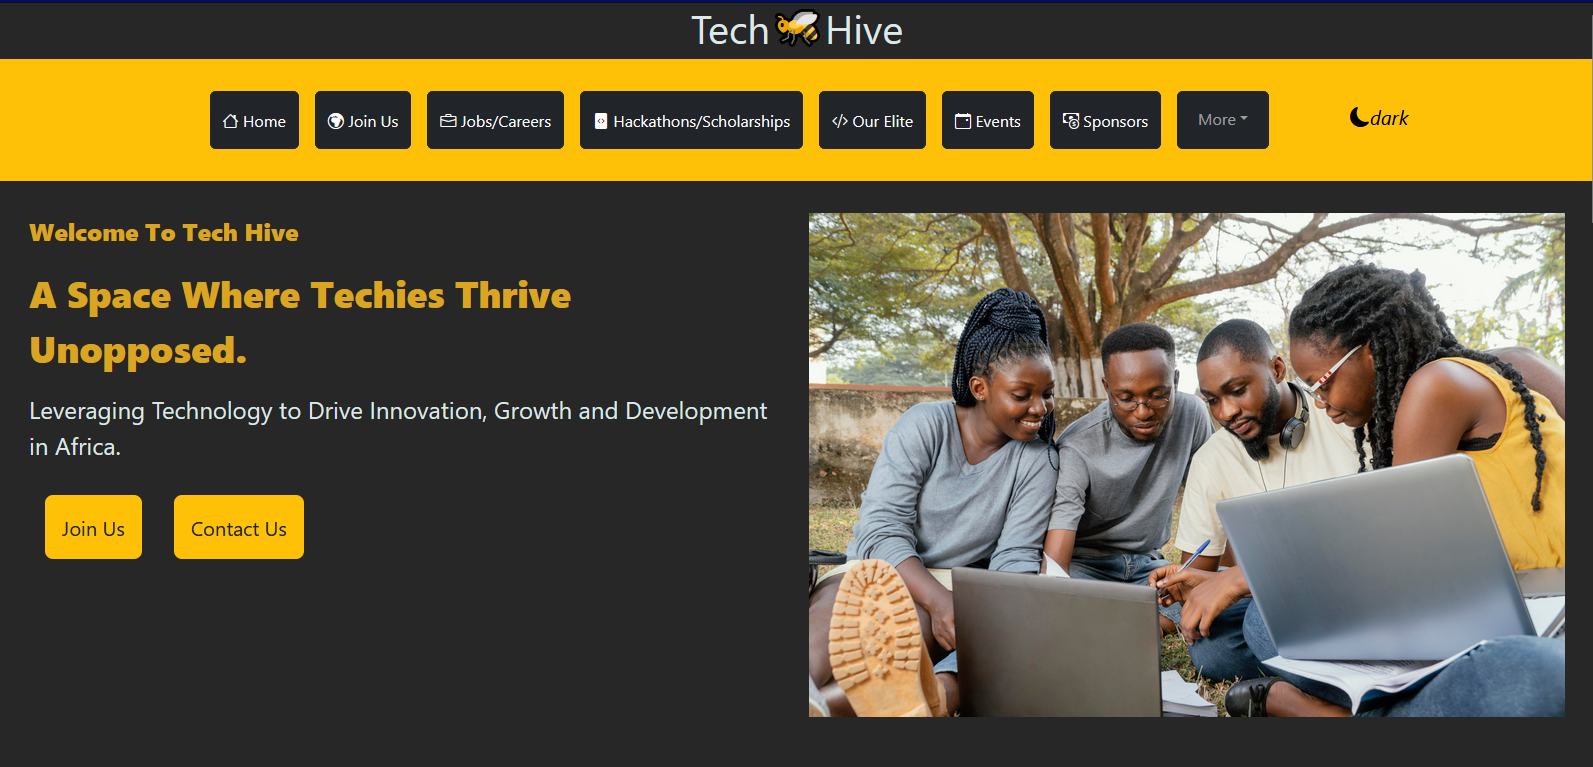 Tech Hive
Home Join Us Jobs/Careers Hackathons/Scholarships Our Elite Events Sponsors More dark
Welcome To Tech Hive
A Space Where Techies Thrive
Unopposed.
Leveraging Technology to Drive Innovation, Growth and Development
in Africa.
Join Us Contact Us